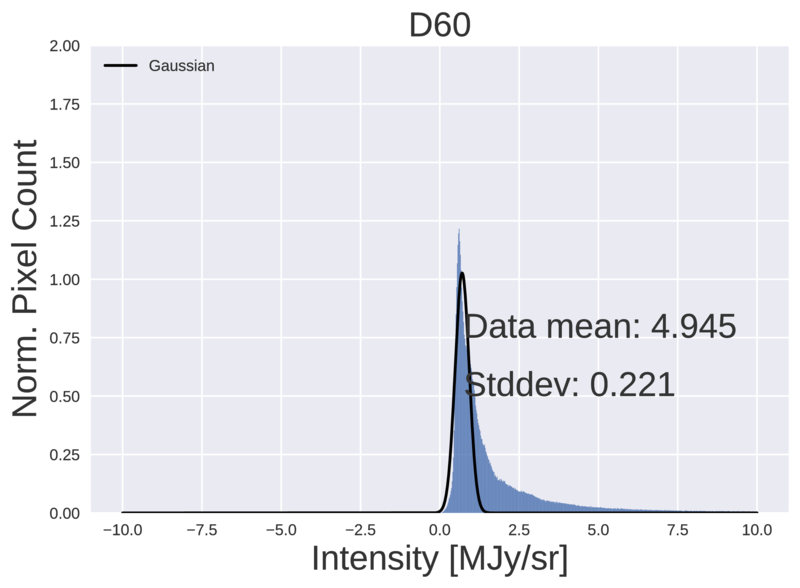 D60
2.00
Gaussian
1.75
1.50
1.25
1.00
0.75
0.50
0.25
0.00
Norm. Pixel Count
Data mean: 4.945
Stddev: 0.221
−10.0 −7.5 −5.0 −2.5 0.0 2.5 5.0 7.5 10.0
Intensity [MJy/sr]